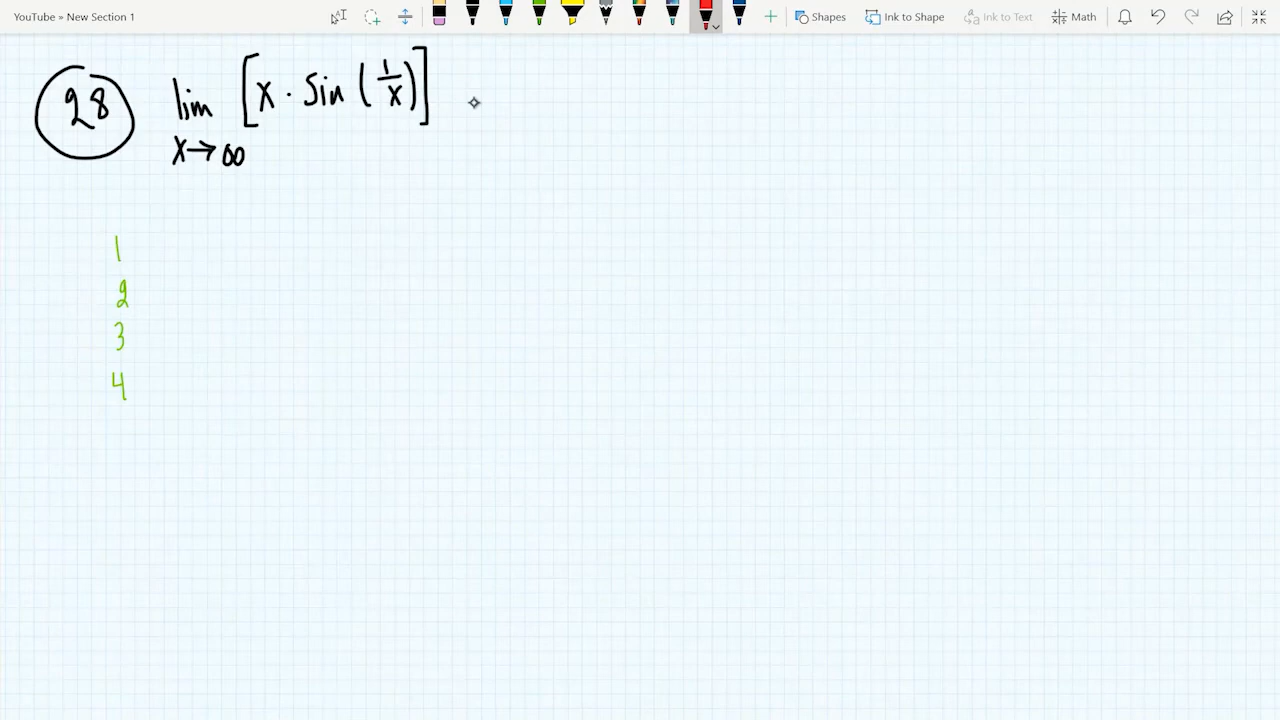 YouTube » New Section 1
Ink to Shape
Ink to Text
Math
28 lim [x · sin (1/x)]
x→∞
1
2
3
4